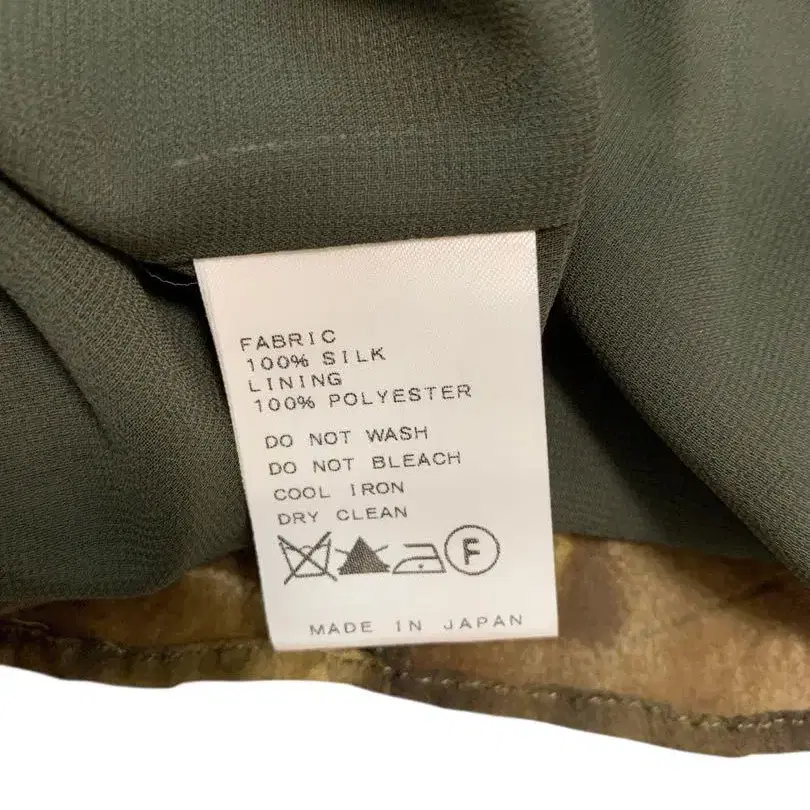 FABRIC
100% SILK
LINING
100% POLYESTER
DO NOT WASH
DO NOT BLEACH
COOL IRON
DRY CLEAN
F
MADE IN JAPAN